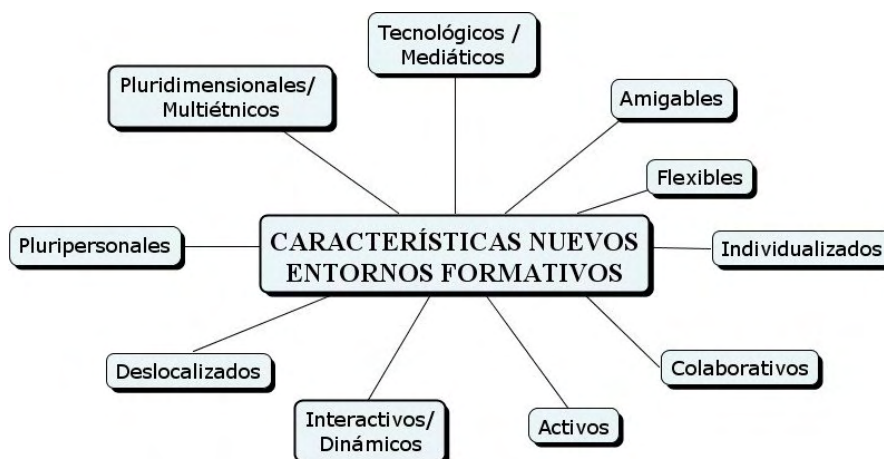 Tecnológicos /
Mediáticos
Pluridimensionales/
Multiétnicos
Amigables
Flexibles
Pluripersonales
CARACTERÍSTICAS NUEVOS
ENTORNOS FORMATIVOS
Individualizados
Deslocalizados
Colaborativos
Interactivos/
Dinámicos
Activos